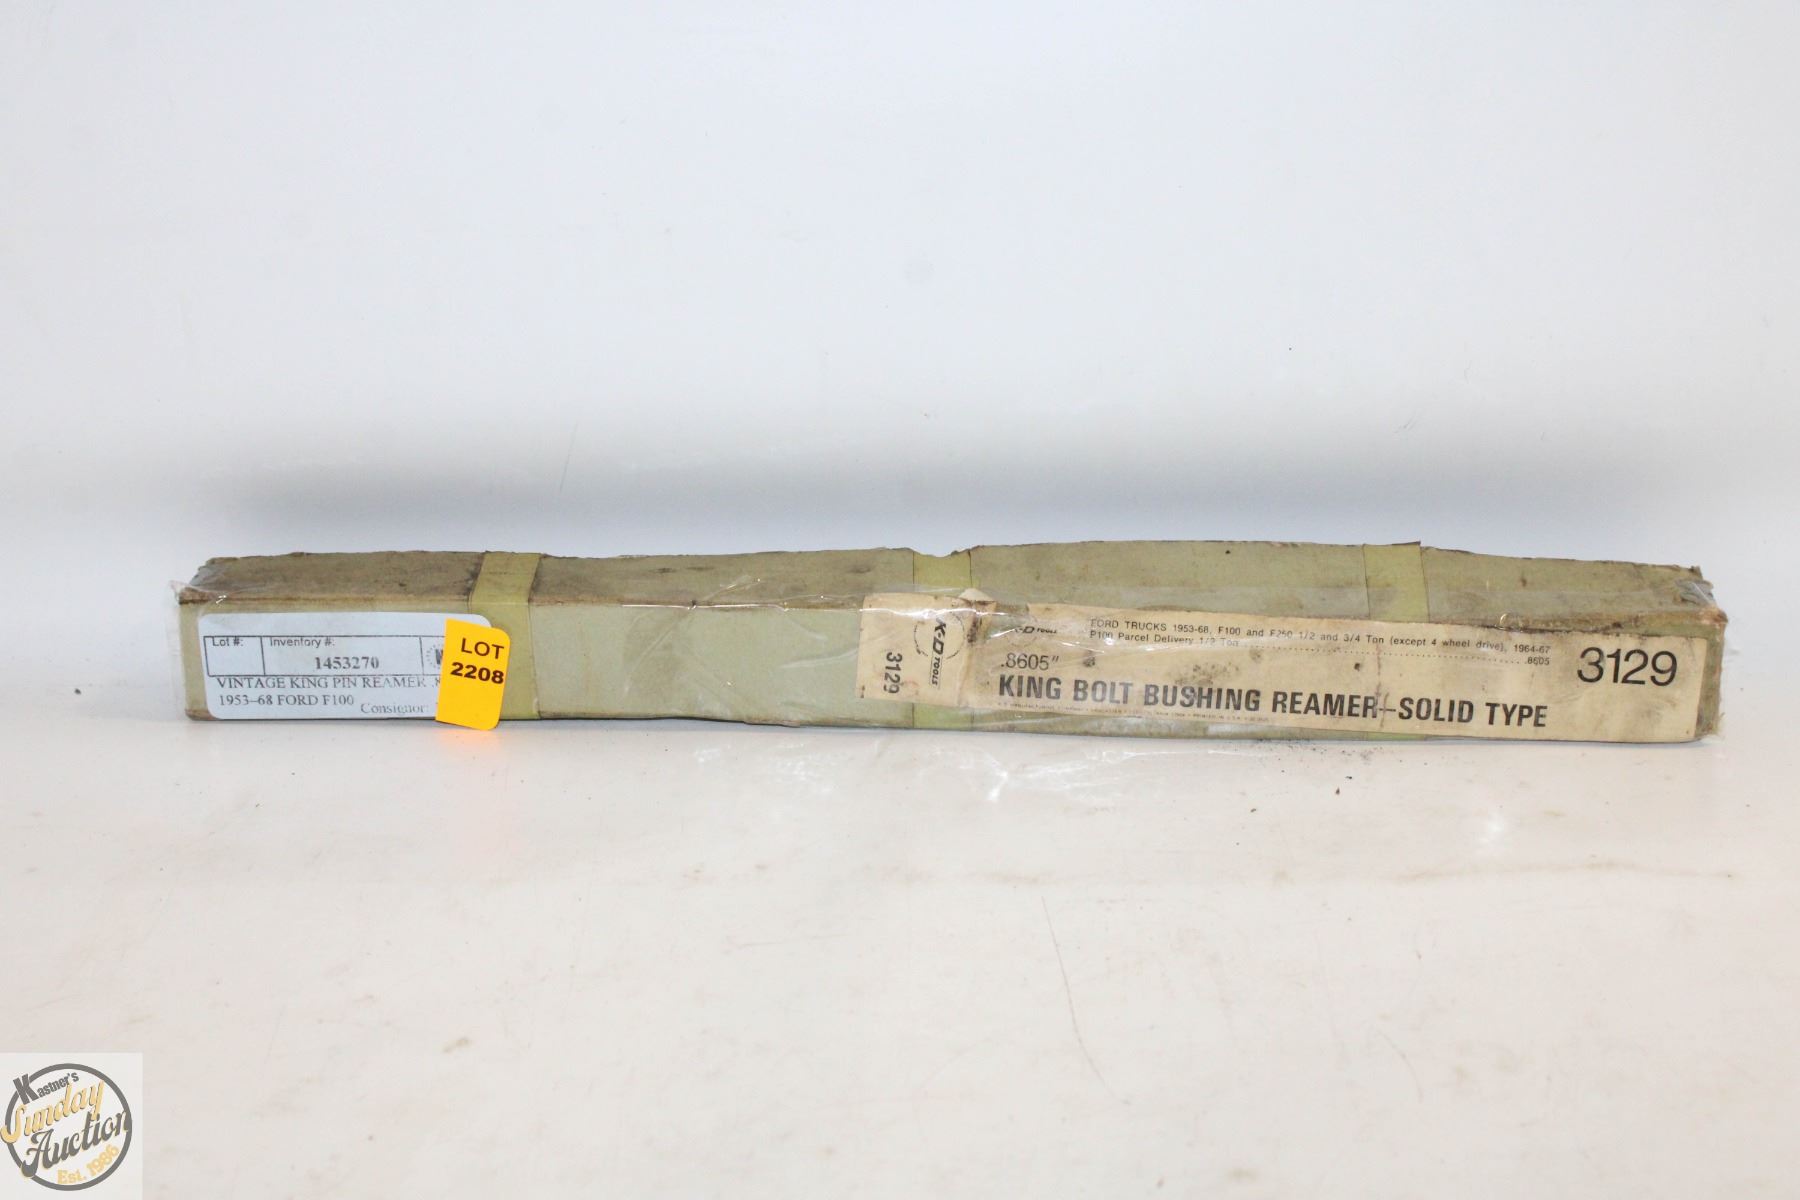 Lot #:
Inventory #:
1453270
VINTAGE KING PIN REAMER
1953-68 FORD F100
Consignor:
LOT
2208
K-D TOOLS
3129
K-D TOOLS
FORD TRUCKS 1953-68, F100 and F250 1/2 and 3/4 Ton (except 4 wheel drive), 1964-67
P100 Parcel Delivery 1/2 Ton .8605
.8605"
3129
KING BOLT BUSHING REAMER-SOLID TYPE
Kastner's
Sunday
Auction
Est. 1986